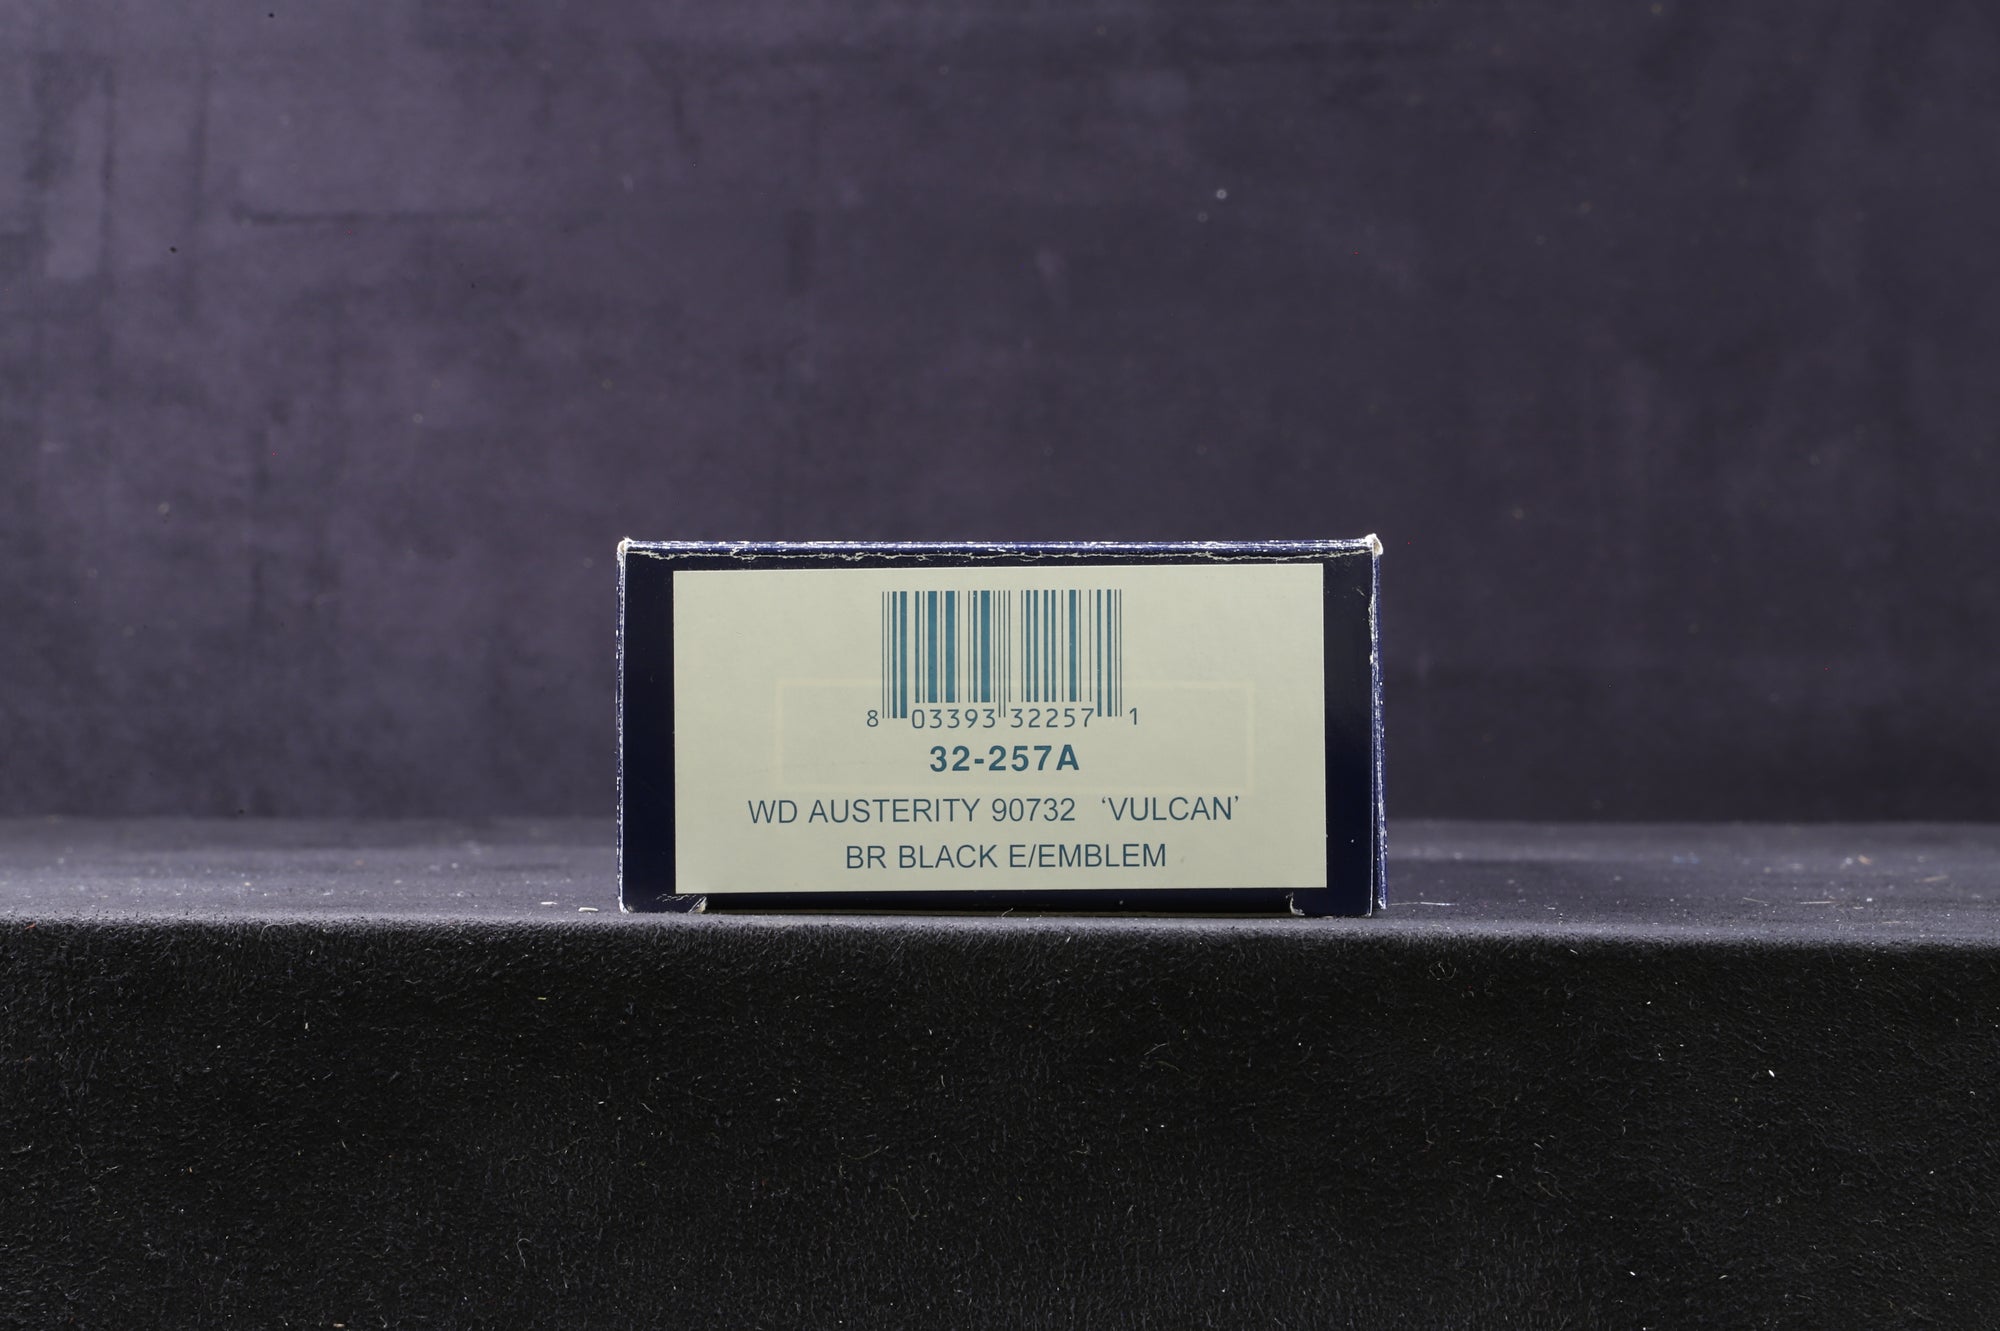 8 03393 32257 1
32-257A
WD AUSTERITY 90732 ‘VULCAN’
BR BLACK E/EMBLEM